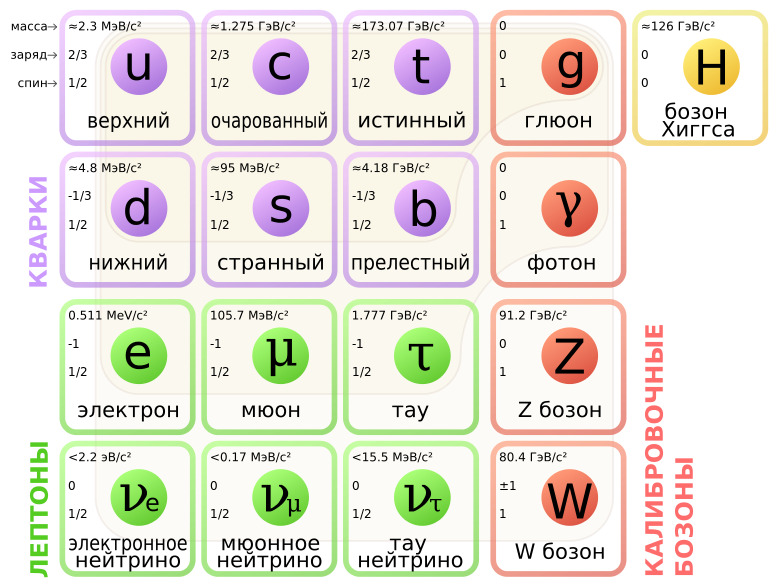 масса→
заряд→
спин→
≈2.3 МэВ/c²
2/3
1/2
u
верхний
≈1.275 ГэВ/c²
2/3
1/2
c
очарованный
≈173.07 ГэВ/c²
2/3
1/2
t
истинный
0
0
1
g
глюон
≈126 ГэВ/c²
0
0
H
бозон
Хиггса
КВАРКИ
≈4.8 МэВ/c²
-1/3
1/2
d
нижний
≈95 МэВ/c²
-1/3
1/2
s
странный
≈4.18 ГэВ/c²
-1/3
1/2
b
прелестный
0
0
1
γ
фотон
0.511 MeV/c²
-1
1/2
e
электрон
105.7 МэВ/c²
-1
1/2
μ
мюон
1.777 ГэВ/c²
-1
1/2
τ
тау
91.2 ГэВ/c²
0
1
Z
Z бозон
ЛЕПТОНЫ
<2.2 эВ/c²
0
1/2
νe
электронное
нейтрино
<0.17 МэВ/c²
0
1/2
νμ
мюонное
нейтрино
<15.5 МэВ/c²
0
1/2
ντ
тау
нейтрино
80.4 ГэВ/c²
±1
1
W
W бозон
КАЛИБРОВОЧНЫЕ
БОЗОНЫ